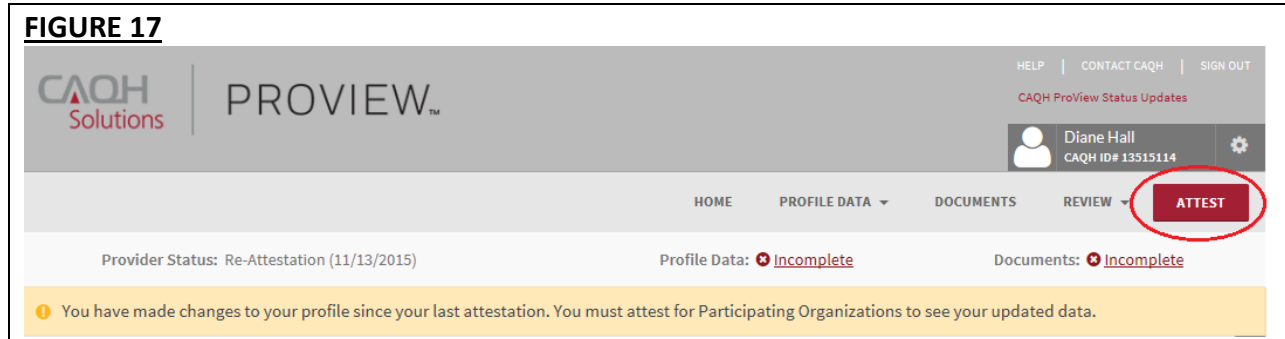 FIGURE 17
CAQH
Solutions
PROVIEW™
HELP | CONTACT CAQH | SIGN OUT
CAQH ProView Status Updates
Diane Hall
CAQH ID# 13515114
HOME PROFILE DATA DOCUMENTS REVIEW ATTEST
Provider Status: Re-Attestation (11/13/2015) Profile Data: Incomplete Documents: Incomplete
You have made changes to your profile since your last attestation. You must attest for Participating Organizations to see your updated data.